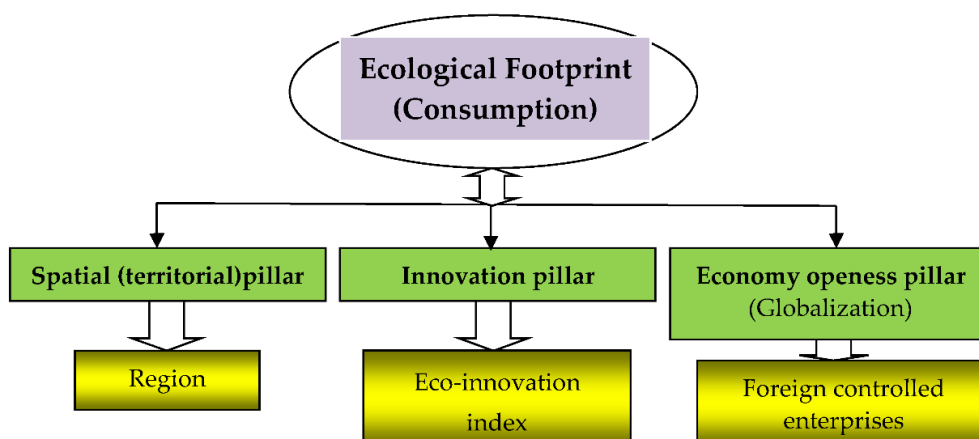 Ecological Footprint
(Consumption)
Spatial (territorial)pillar
Innovation pillar
Economy openess pillar
(Globalization)
Region
Eco-innovation
index
Foreign controlled
enterprises